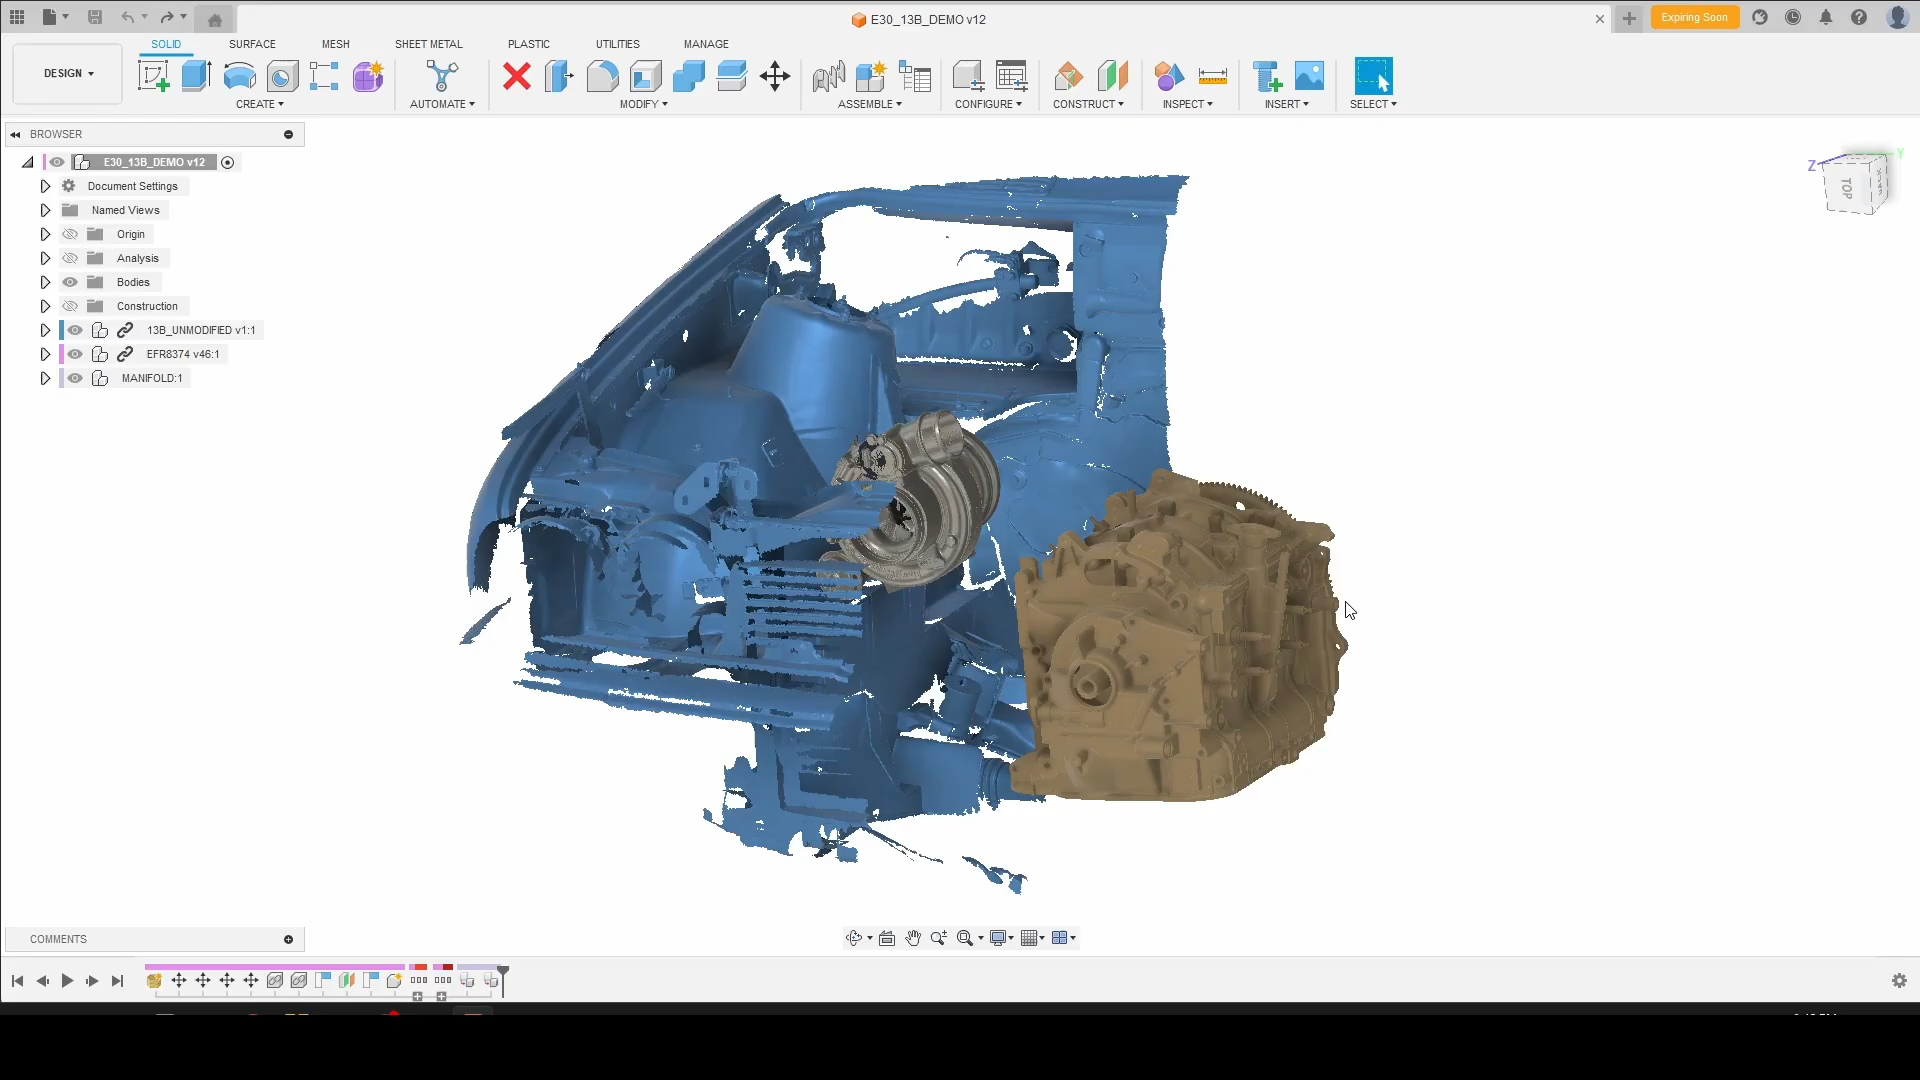 E30_13B_DEMO v12
Expiring Soon
DESIGN
SOLID
SURFACE
MESH
SHEET METAL
PLASTIC
UTILITIES
MANAGE
CREATE
AUTOMATE
MODIFY
ASSEMBLE
CONFIGURE
CONSTRUCT
INSPECT
INSERT
SELECT
BROWSER
E30_13B_DEMO v12
Document Settings
Named Views
Origin
Analysis
Bodies
Construction
13B_UNMODIFIED v1:1
EFR8374 v46:1
MANIFOLD:1
Z
Y
TOP
COMMENTS